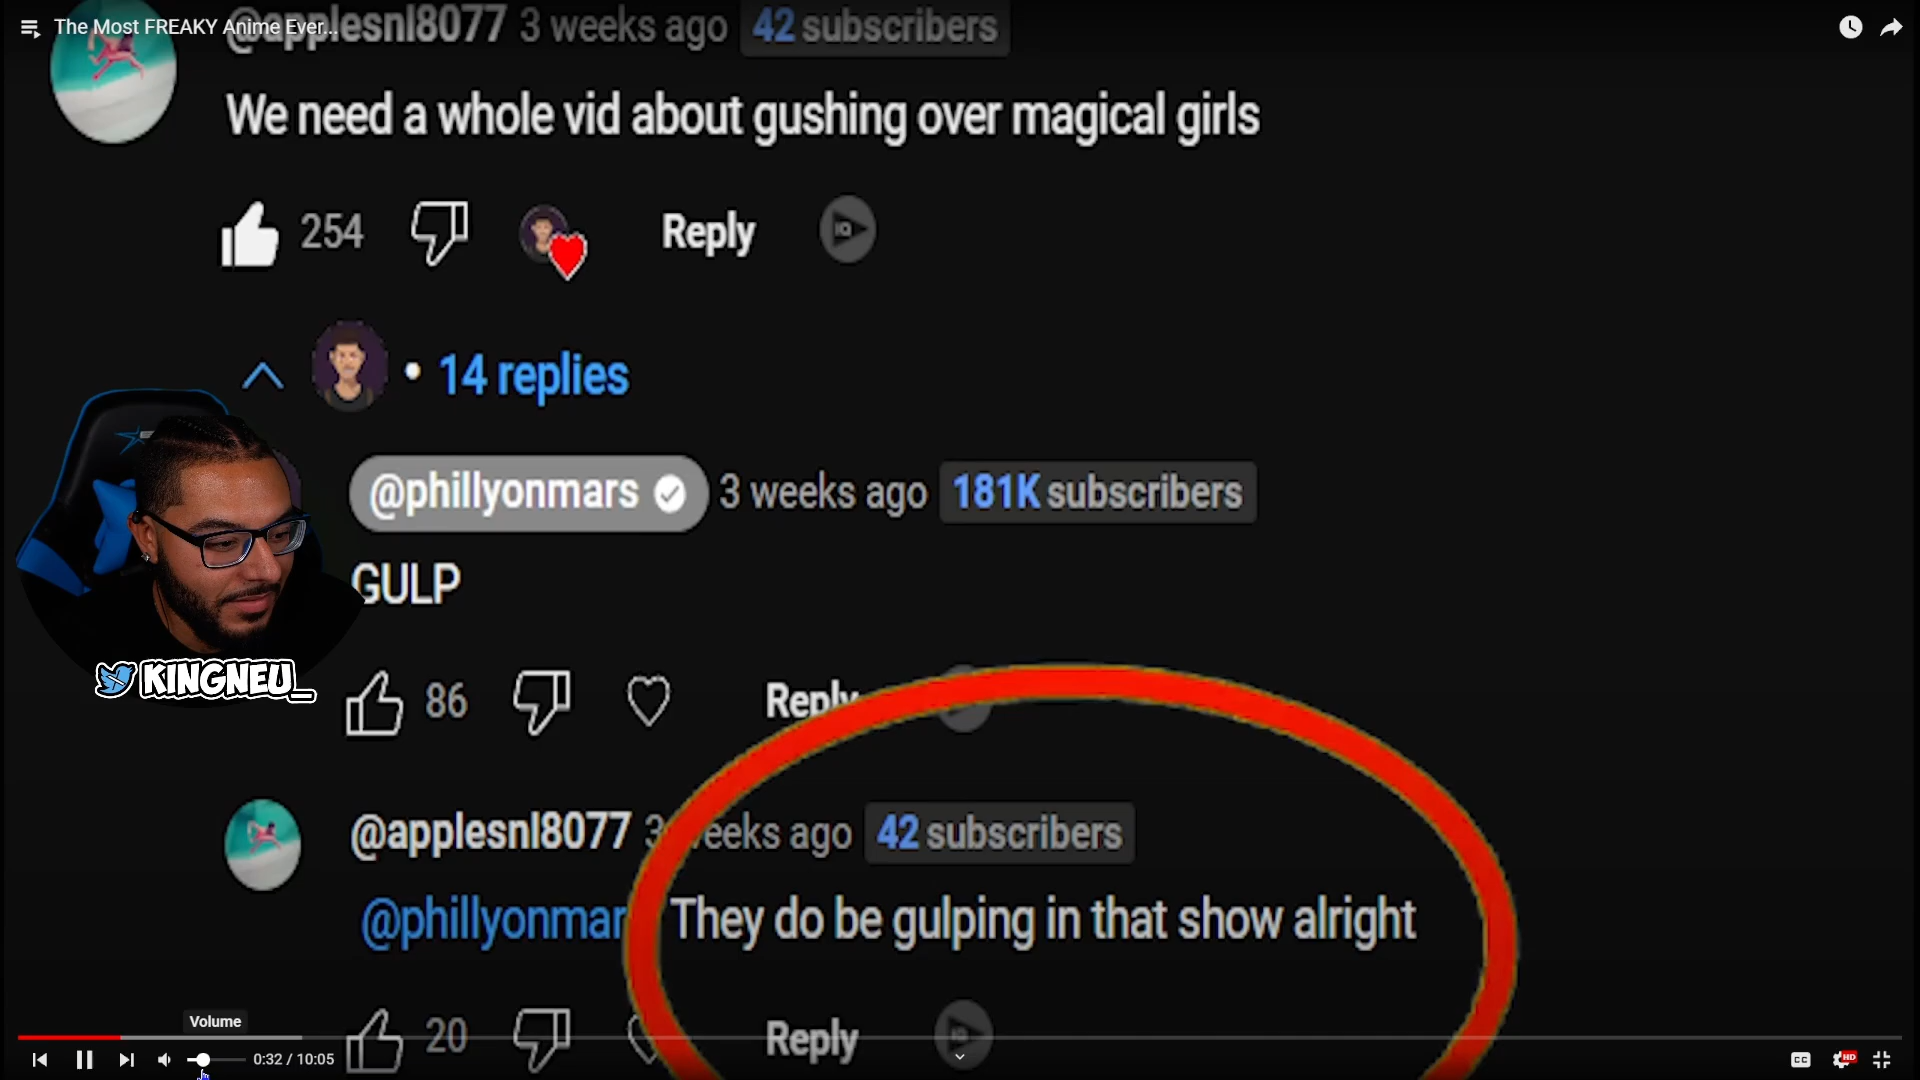 The Most FREAKY Anime Ever...
@applesnl8077 3 weeks ago 42 subscribers
We need a whole vid about gushing over magical girls
254 Reply
14 replies
@phillyonmars 3 weeks ago 181K subscribers
GULP
KINGNEU_
86 Reply
@applesnl8077 3 weeks ago 42 subscribers
@phillyonmar They do be gulping in that show alright
Volume
20 Reply
0:32 / 10:05
CC HD